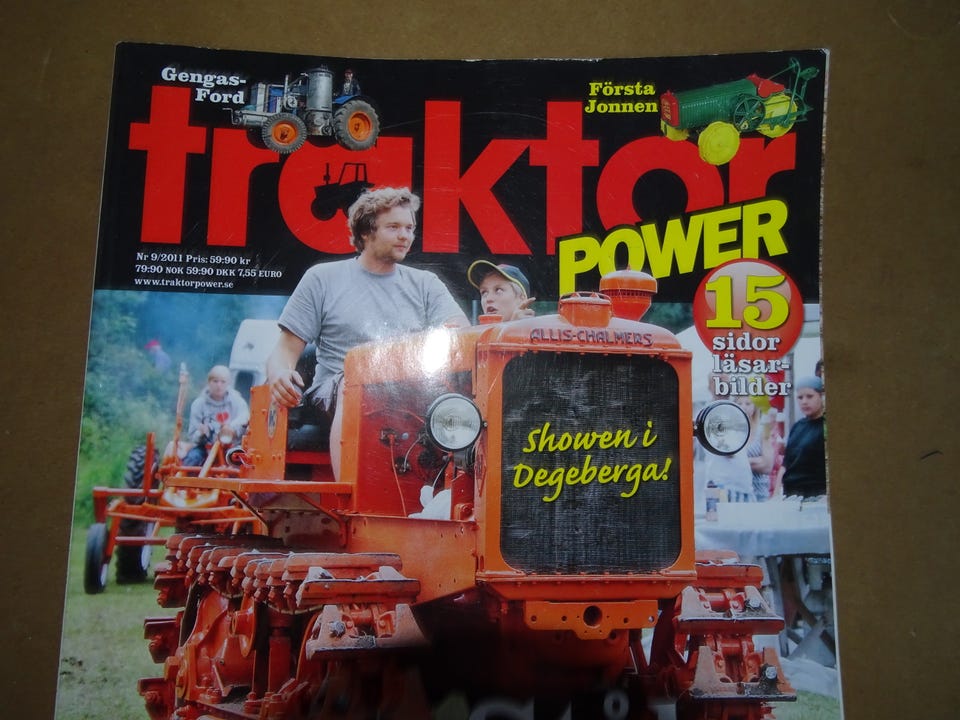 Gengas-
Ford
Första
Jonnen
traktor
POWER
Nr 9/2011 Pris: 59:90 kr
79:90 NOK 59:90 DKK 7,55 EURO
www.traktorpower.se
15
sidor
läsar-
bilder
ALLIS-CHALMERS
Showen i
Degeberga!